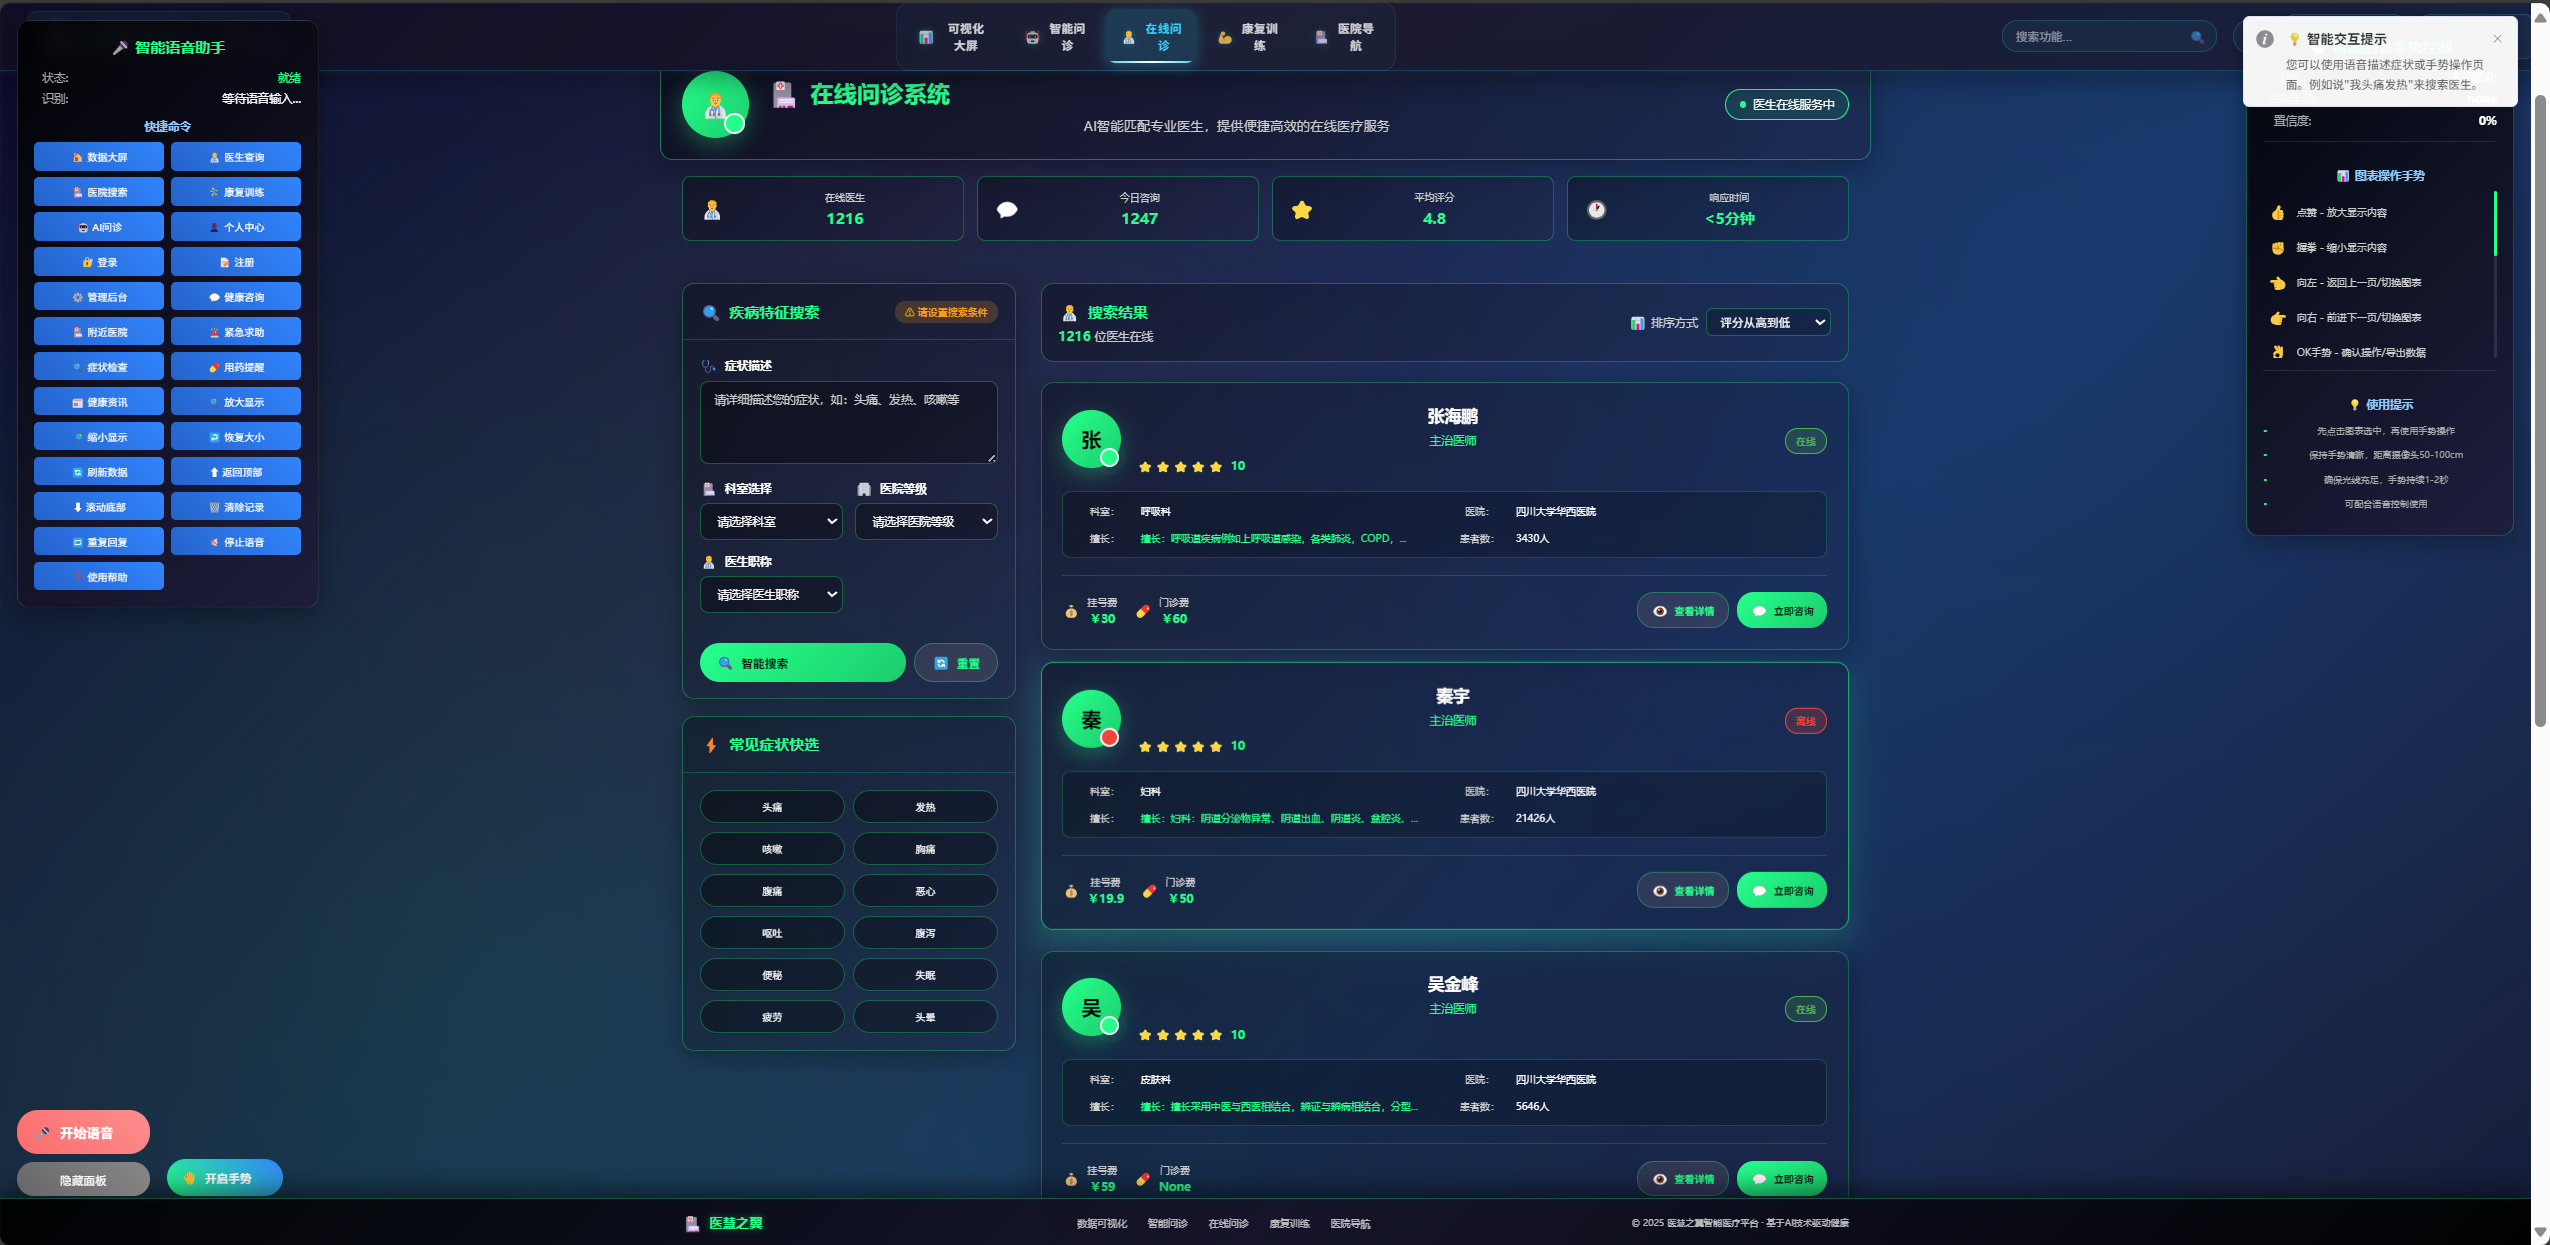 智能语音助手
状态:
就绪
识别:
等待语音输入...
快捷命令
数据大屏
医生查询
医院搜索
康复训练
AI问诊
个人中心
登录
注册
管理后台
健康咨询
附近医院
紧急求助
症状检查
用药提醒
健康资讯
放大显示
缩小显示
恢复大小
刷新数据
返回顶部
滚动底部
清除记录
重复回复
停止语音
使用帮助
开始语音
隐藏面板
开启手势
可视化
大屏
智能问
诊
在线问
诊
康复训
练
医院导
航
搜索功能...
在线问诊系统
AI智能匹配专业医生，提供便捷高效的在线医疗服务
医生在线服务中
在线医生
1216
今日咨询
1247
平均评分
4.8
响应时间
<5分钟
疾病特征搜索
请设置搜索条件
症状描述
请详细描述您的症状，如：头痛、发热、咳嗽等
科室选择
医院等级
请选择科室
请选择医院等级
医生职称
请选择医生职称
智能搜索
重置
常见症状快选
头痛
发热
咳嗽
胸痛
腹痛
恶心
呕吐
腹泻
便秘
失眠
疲劳
头晕
搜索结果
1216 位医生在线
排序方式
评分从高到低
张
张海鹏
主治医师
10
在线
科室:
呼吸科
医院:
四川大学华西医院
擅长:
擅长：呼吸道疾病例如上呼吸道感染，各类肺炎，COPD，...
患者数:
3430人
挂号费
￥30
门诊费
￥60
查看详情
立即咨询
秦
秦宇
主治医师
10
离线
科室:
妇科
医院:
四川大学华西医院
擅长:
擅长：妇科：阴道分泌物异常、阴道出血、阴道炎、盆腔炎、...
患者数:
21426人
挂号费
￥19.9
门诊费
￥50
查看详情
立即咨询
吴
吴金峰
主治医师
10
在线
科室:
皮肤科
医院:
四川大学华西医院
擅长:
擅长：擅长采用中医与西医相结合，辨证与辨病相结合，分型...
患者数:
5646人
挂号费
￥59
门诊费
None
查看详情
立即咨询
智能交互提示
您可以使用语音描述症状或手势操作页
面。例如说"我头痛发热"来搜索医生。
置信度:
0%
图表操作手势
点赞 - 放大显示内容
握拳 - 缩小显示内容
向左 - 返回上一页/切换图表
向右 - 前进下一页/切换图表
OK手势 - 确认操作/导出数据
使用提示
先点击图表选中，再使用手势操作
保持手势清晰，距离摄像头50-100cm
确保光线充足，手势持续1-2秒
可配合语音控制使用
医慧之翼
数据可视化
智能问诊
在线问诊
康复训练
医院导航
© 2025 医慧之翼智能医疗平台 - 基于AI技术驱动健康